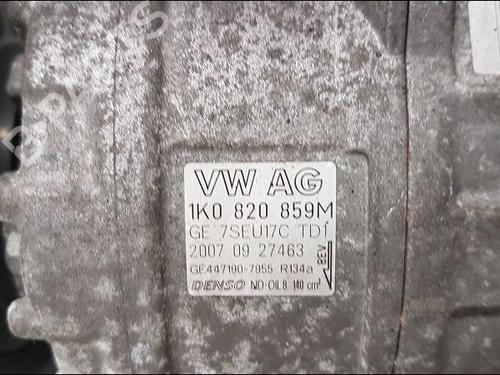 VW AG
1K0 820 859M
GE 7SEU17C TD1
2007 09 27463
GE447190-7955 R134a
DENSO ND-OIL8 140 cm³
REV